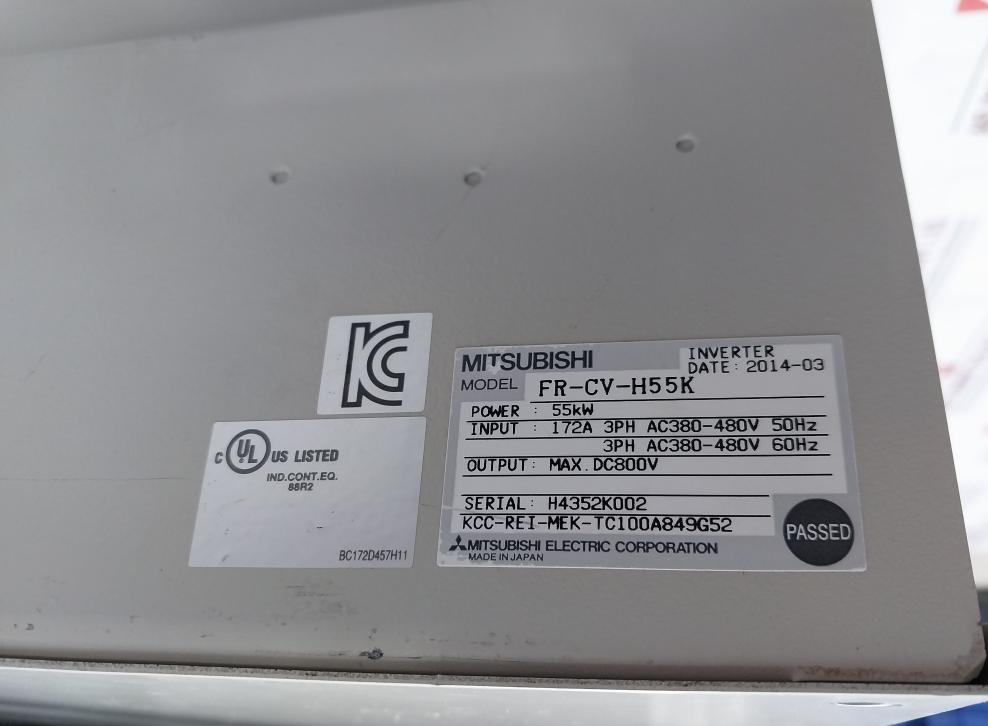 KC
C UL US LISTED
IND.CONT.EQ.
88R2
BC172D457H11
MITSUBISHI
INVERTER
DATE: 2014-03
MODEL FR-CV-H55K
POWER : 55kW
INPUT : 172A 3PH AC380-480V 50Hz
3PH AC380-480V 60Hz
OUTPUT: MAX.DC800V
SERIAL: H4352K002
KCC-REI-MEK-TC100A849G52
PASSED
MITSUBISHI ELECTRIC CORPORATION
MADE IN JAPAN